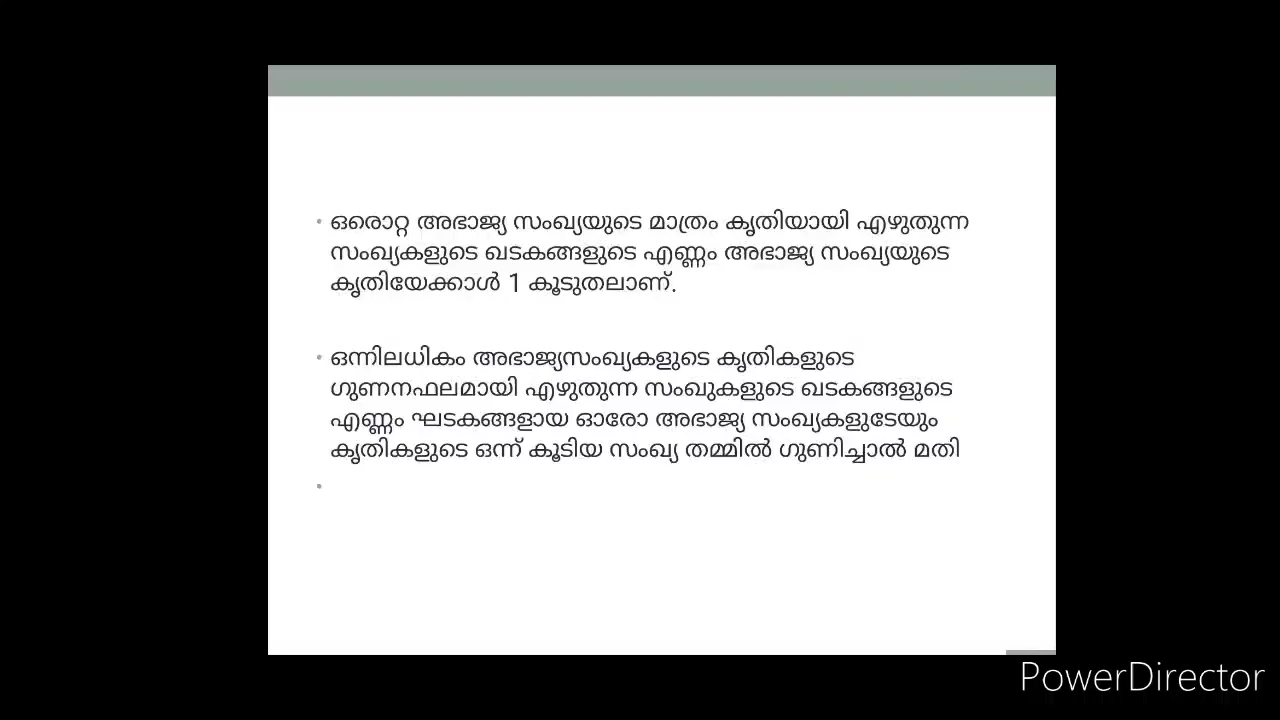 • ഒരൊറ്റ അഭാജ്യ സംഖ്യയുടെ മാത്രം കൃതിയായി എഴുതുന്ന
സംഖ്യകളുടെ ഖടകങ്ങളുടെ എണ്ണം അഭാജ്യ സംഖ്യയുടെ
കൃതിയേക്കാൾ 1 കൂടുതലാണ്.
• ഒന്നിലധികം അഭാജ്യസംഖ്യകളുടെ കൃതികളുടെ
ഗുണനഫലമായി എഴുതുന്ന സംഖുകളുടെ ഖടകങ്ങളുടെ
എണ്ണം ഘടകങ്ങളായ ഓരോ അഭാജ്യ സംഖ്യകളുടേയും
കൃതികളുടെ ഒന്ന് കൂടിയ സംഖ്യ തമ്മിൽ ഗുണിച്ചാൽ മതി
•
PowerDirector